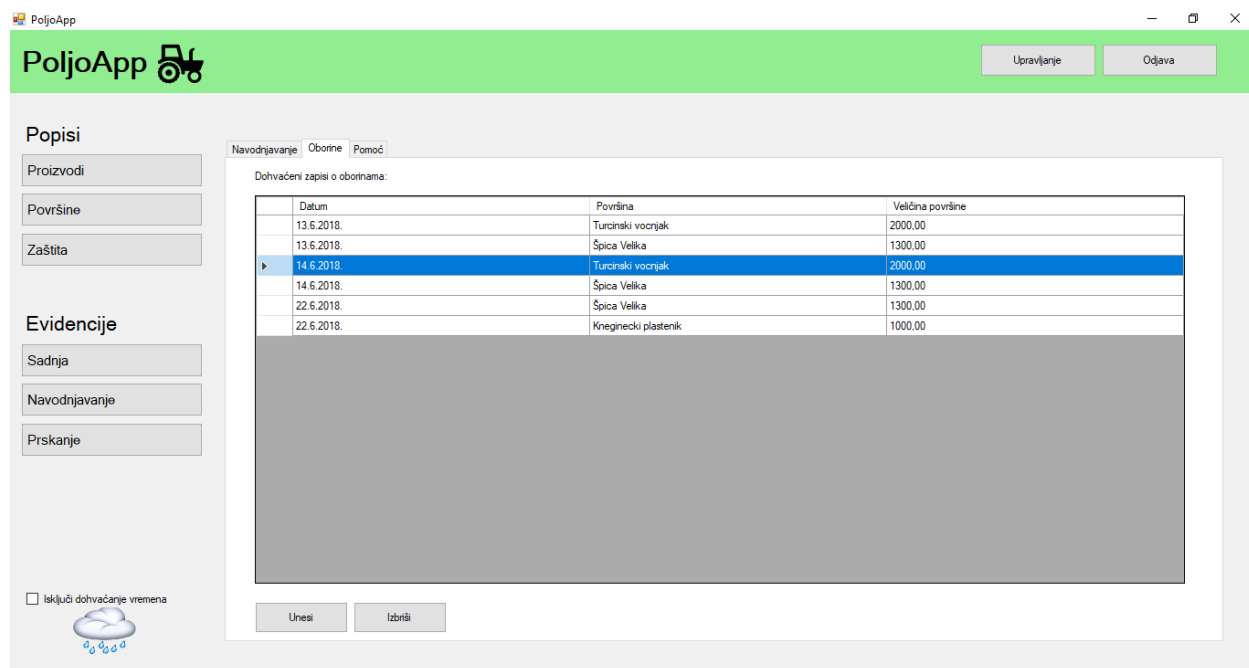 PoljoApp
PoljoApp
Upravljanje
Odjava
Popisi
Proizvodi
Površine
Zaštita
Evidencije
Sadnja
Navodnjavanje
Prskanje
Isključi dohvaćanje vremena
Navodnjavanje Oborine Pomoć
Dohvaćeni zapisi o oborinama:
Datum Površina Veličina površine
13.6.2018. Turcinski vocnjak 2000,00
13.6.2018. Špica Velika 1300,00
14.6.2018. Turcinski vocnjak 2000,00
14.6.2018. Špica Velika 1300,00
22.6.2018. Špica Velika 1300,00
22.6.2018. Kneginecki plastenik 1000,00
Unesi Izbriši